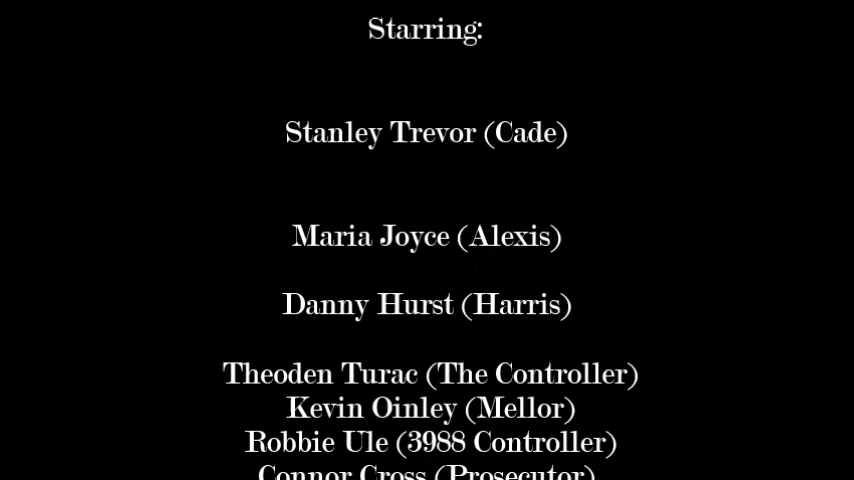 Starring:
Stanley Trevor (Cade)
Maria Joyce (Alexis)
Danny Hurst (Harris)
Theoden Turac (The Controller)
Kevin Oinley (Mellor)
Robbie Ule (3988 Controller)
Connor Cross (Prosecutor)